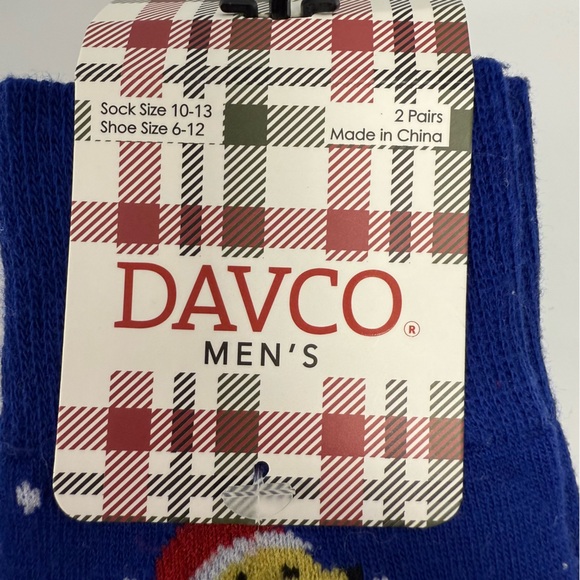 Sock Size 10-13
Shoe Size 6-12
2 Pairs
Made in China
DAVCO®
MEN'S